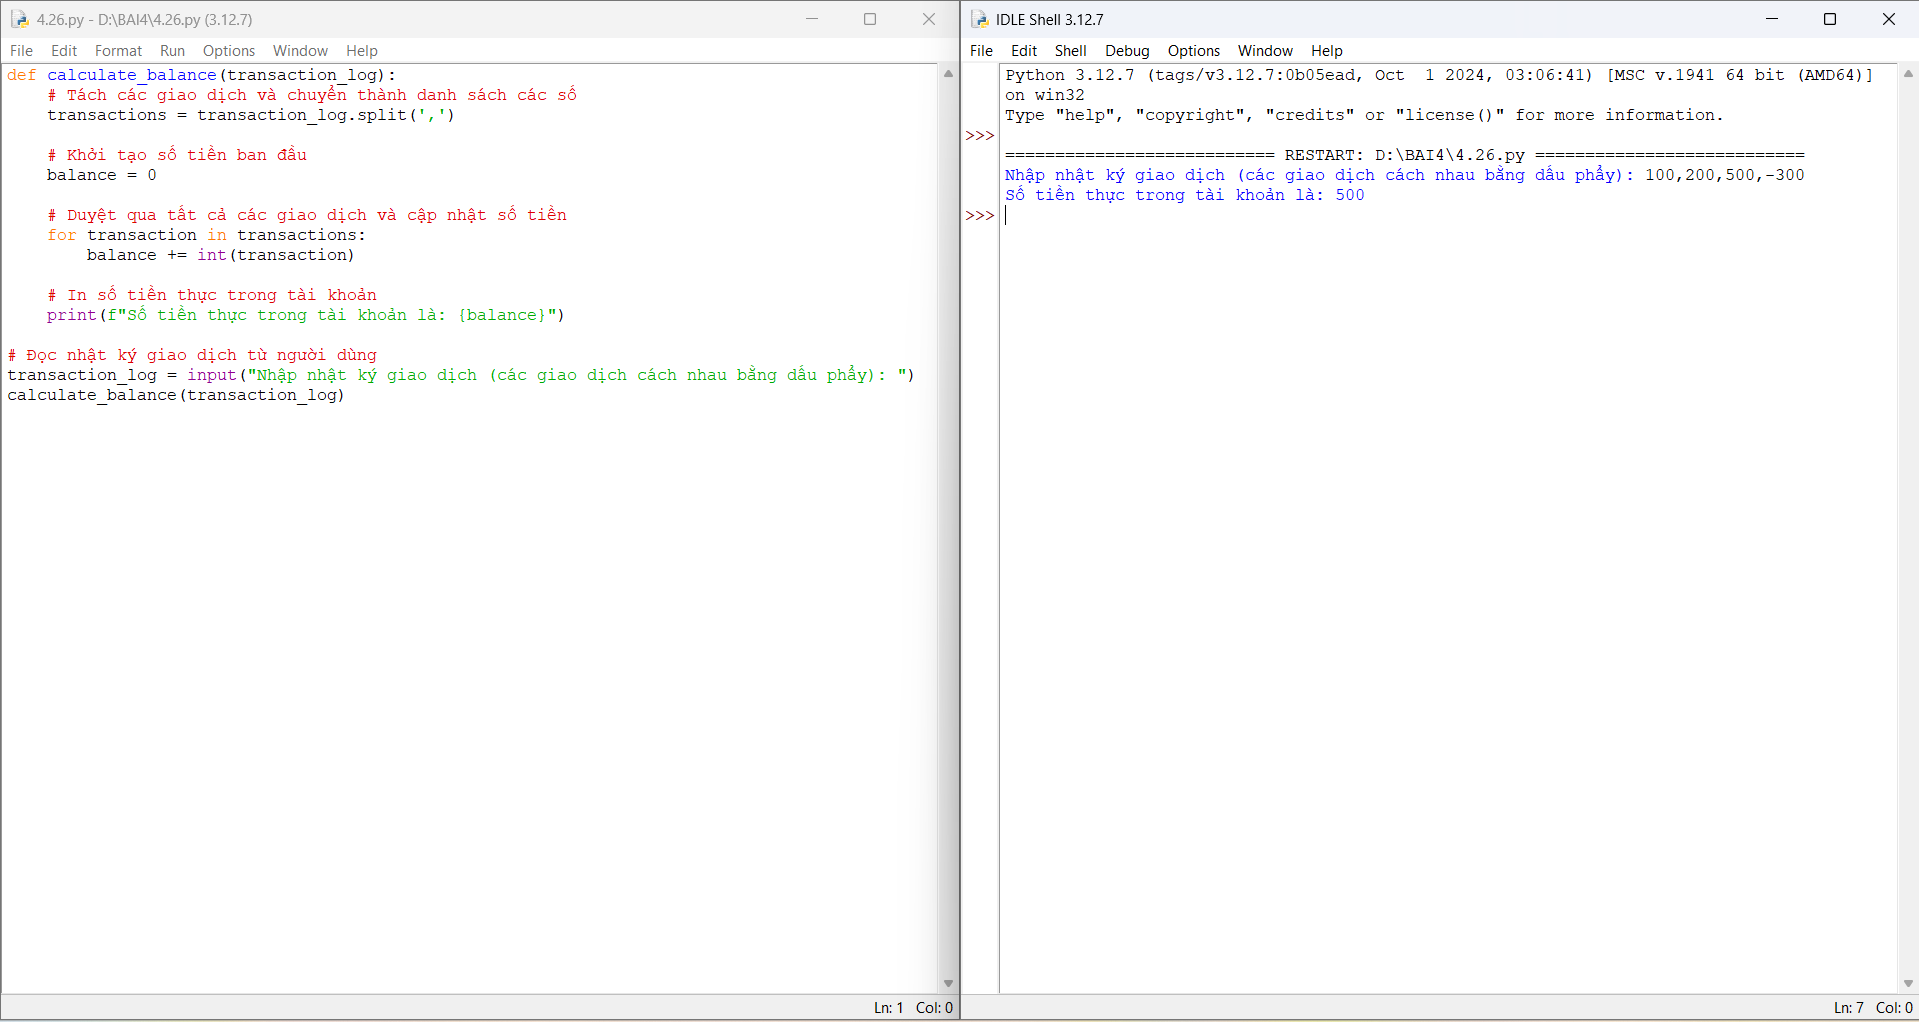 4.26.py - D:\BAI4\4.26.py (3.12.7)
File Edit Format Run Options Window Help
def calculate_balance(transaction_log):
    # Tách các giao dịch và chuyển thành danh sách các số
    transactions = transaction_log.split(',')

    # Khởi tạo số tiền ban đầu
    balance = 0

    # Duyệt qua tất cả các giao dịch và cập nhật số tiền
    for transaction in transactions:
        balance += int(transaction)

    # In số tiền thực trong tài khoản
    print(f"Số tiền thực trong tài khoản là: {balance}")

# Đọc nhật ký giao dịch từ người dùng
transaction_log = input("Nhập nhật ký giao dịch (các giao dịch cách nhau bằng dấu phẩy): ")
calculate_balance(transaction_log)
Ln: 1 Col: 0
IDLE Shell 3.12.7
File Edit Shell Debug Options Window Help
Python 3.12.7 (tags/v3.12.7:0b05ead, Oct  1 2024, 03:06:41) [MSC v.1941 64 bit (AMD64)]
on win32
Type "help", "copyright", "credits" or "license()" for more information.
>>>
=========================== RESTART: D:\BAI4\4.26.py ===========================
Nhập nhật ký giao dịch (các giao dịch cách nhau bằng dấu phẩy): 100,200,500,-300
Số tiền thực trong tài khoản là: 500
>>>
Ln: 7 Col: 0